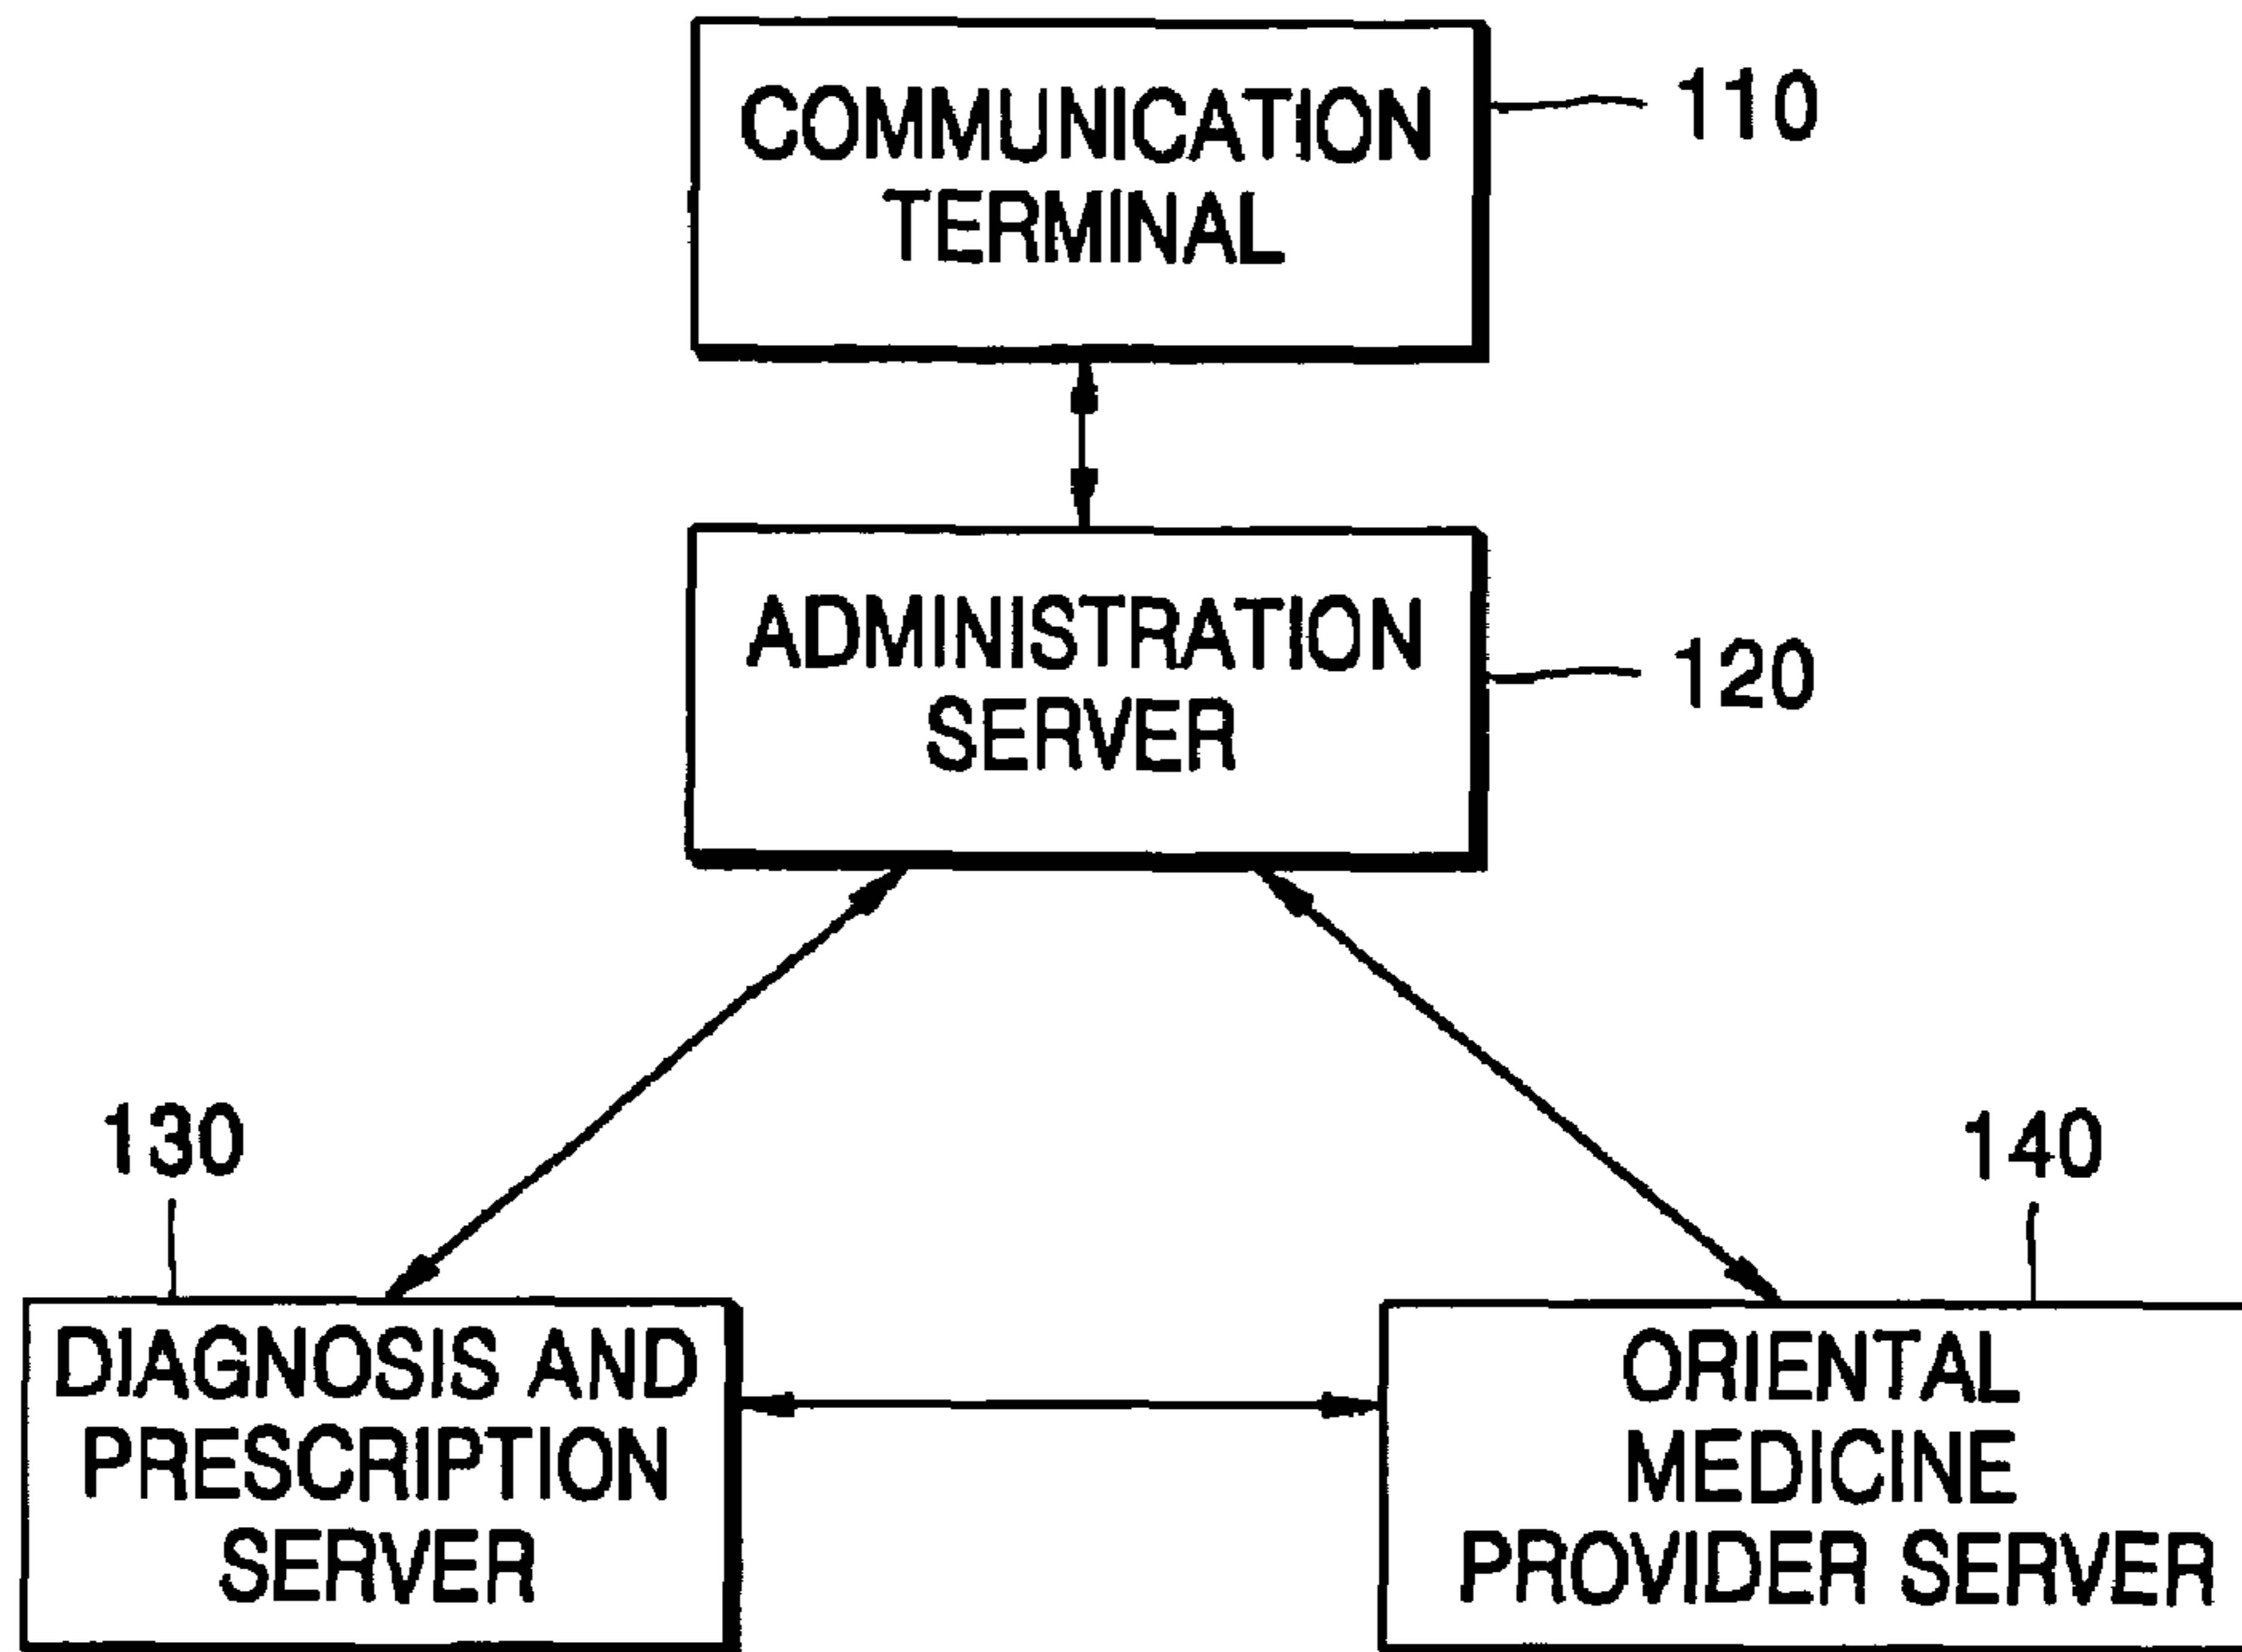 COMMUNICATION
TERMINAL
110
ADMINISTRATION
SERVER
120
130
140
DIAGNOSIS AND
PRESCRIPTION
SERVER
ORIENTAL
MEDICINE
PROVIDER SERVER